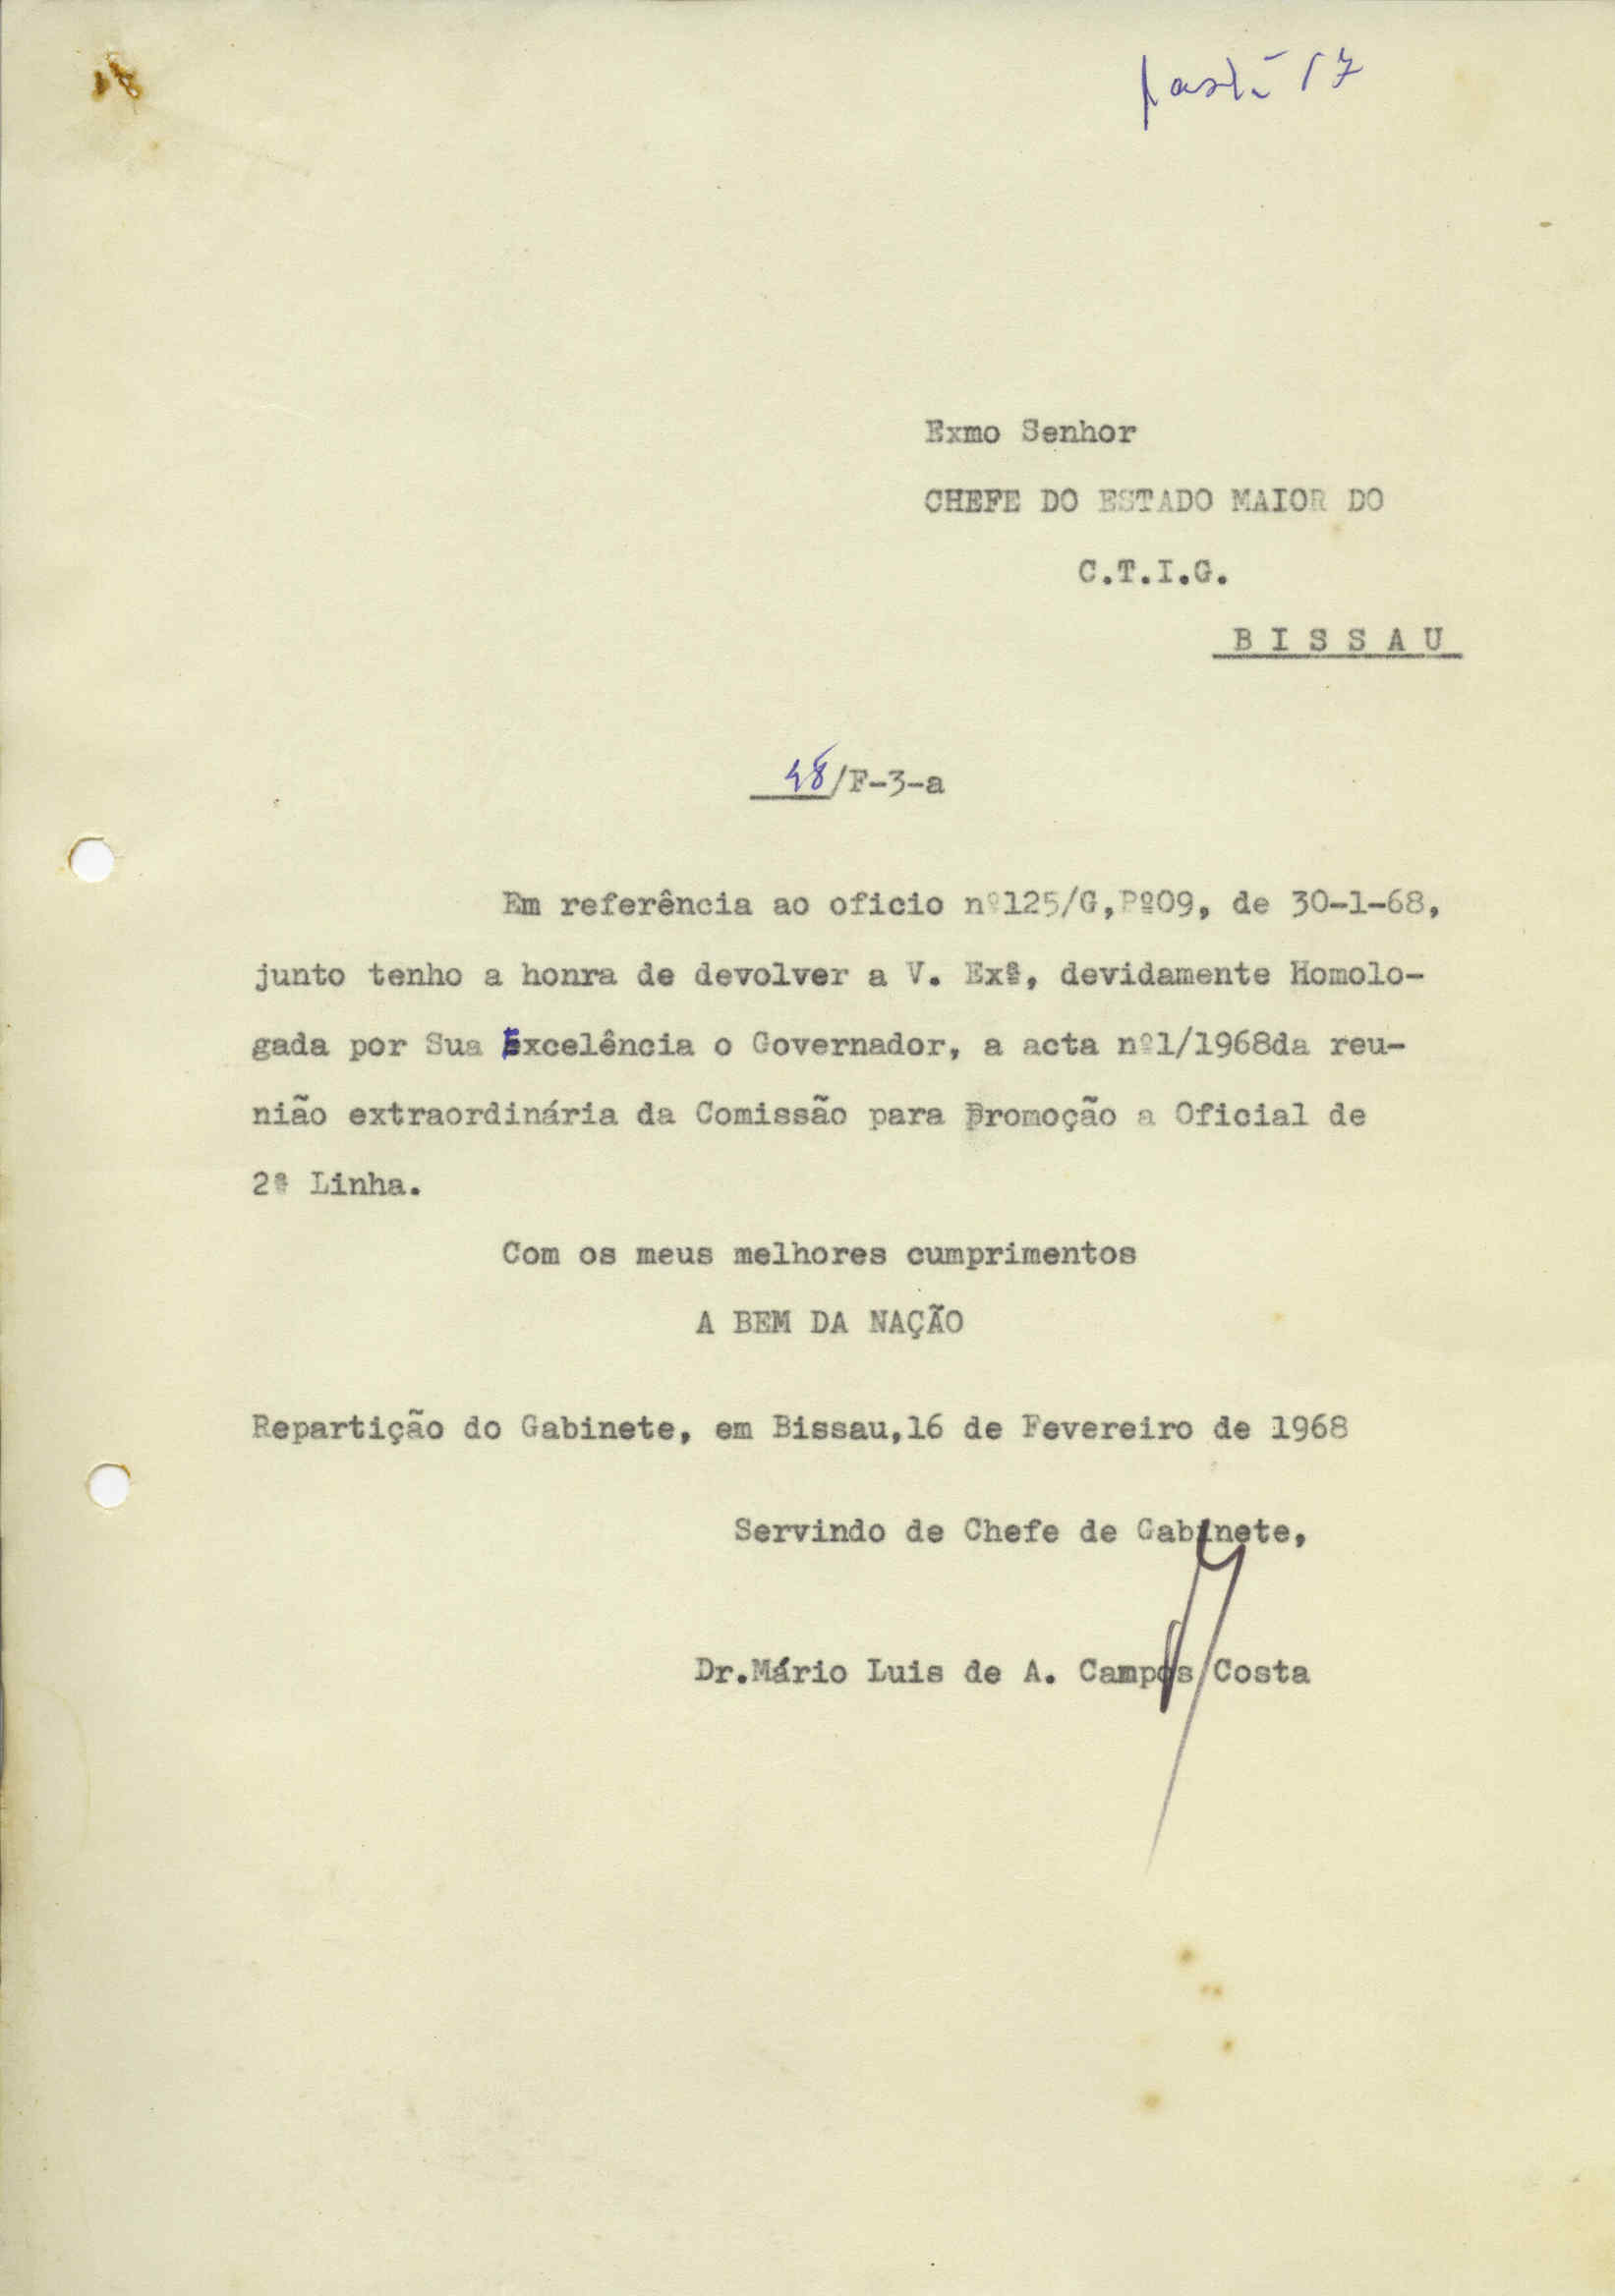 pasta 17
Exmo Senhor
CHEFE DO ESTADO MAIOR DO
C.T.I.G.
B I S S A U
48/F-3-a
Em referência ao oficio nº125/G,Pº09, de 30-1-68,
junto tenho a honra de devolver a V. Exª, devidamente Homolo-
gada por Sua Excelência o Governador, a acta nº1/1968da reu-
nião extraordinária da Comissão para Promoção a Oficial de
2ª Linha.
Com os meus melhores cumprimentos
A BEM DA NAÇÃO
Repartição do Gabinete, em Bissau,16 de Fevereiro de 1968
Servindo de Chefe de Gabinete,
Dr.Mário Luis de A. Campos Costa